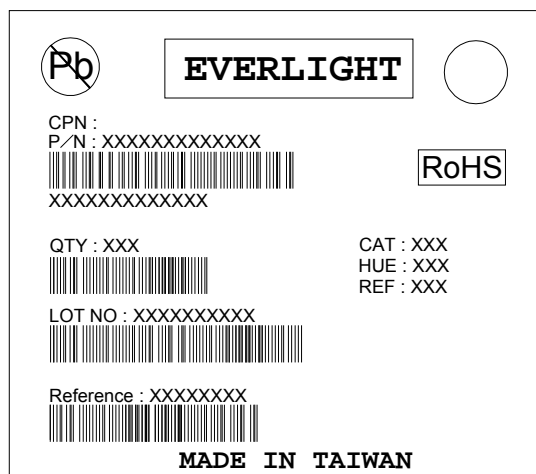 Pb
EVERLIGHT
CPN :
P/N : XXXXXXXXXXXXX
RoHS
XXXXXXXXXXXXX
QTY : XXX
CAT : XXX
HUE : XXX
REF : XXX
LOT NO : XXXXXXXXXX
Reference : XXXXXXXX
MADE IN TAIWAN